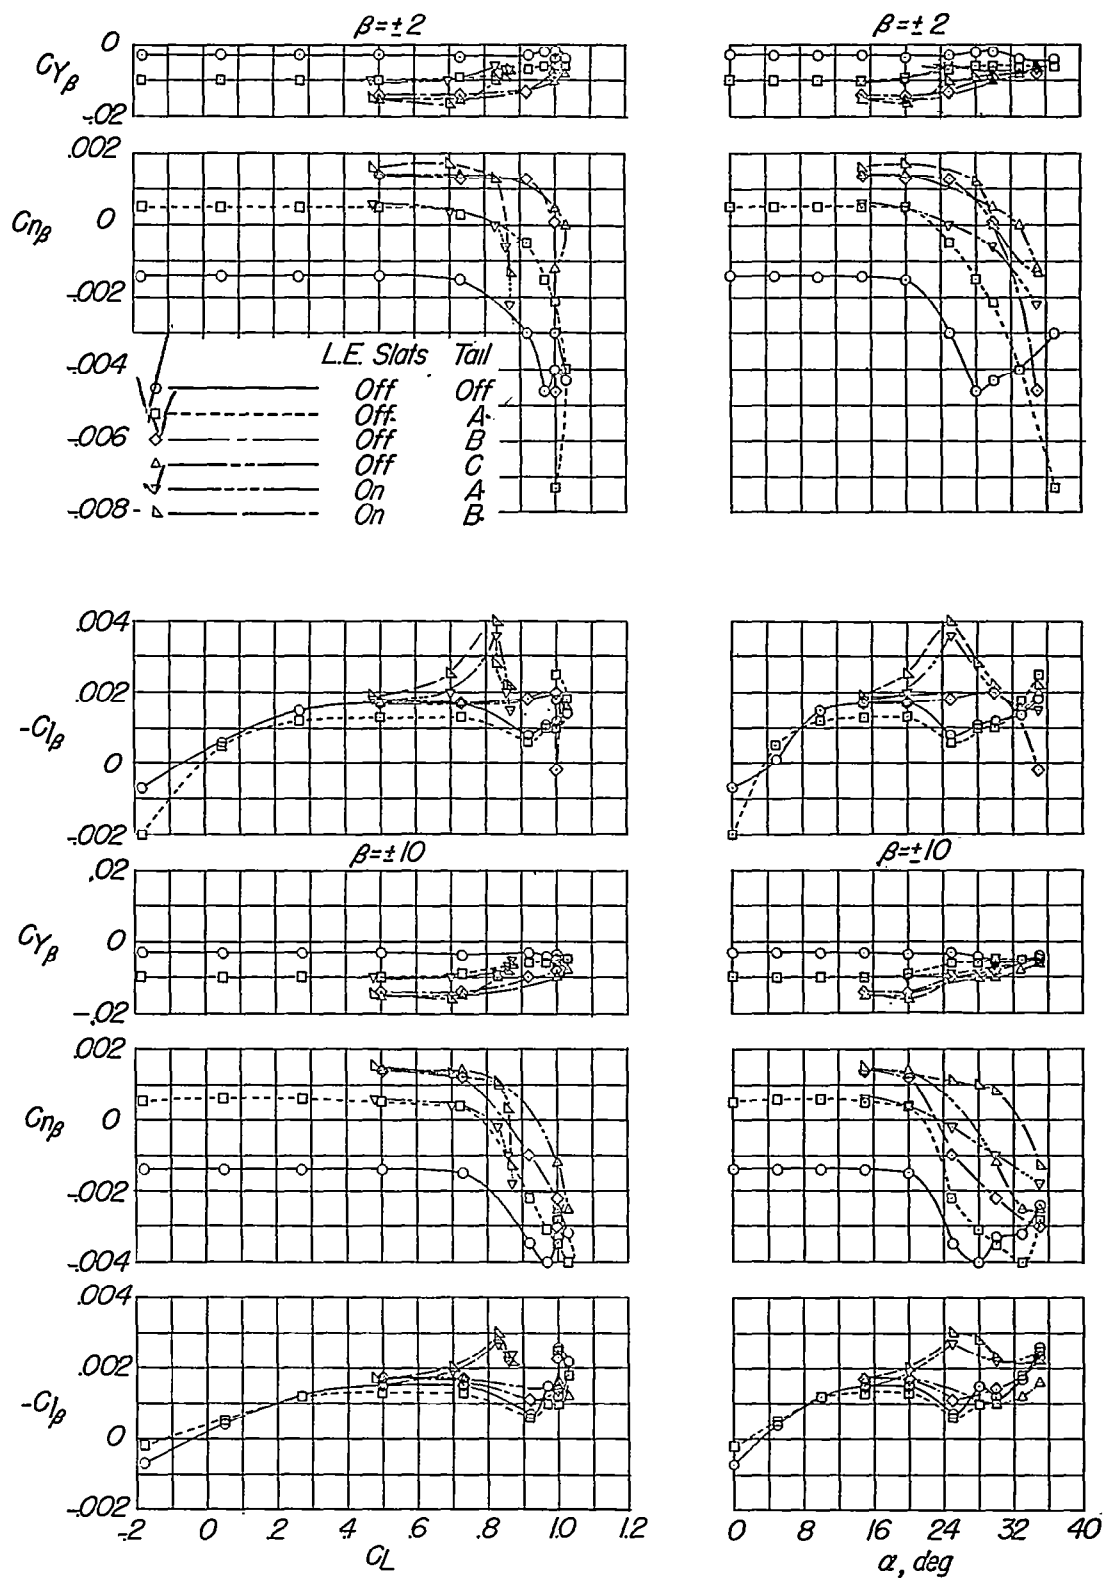 β=±2
β=±2
0
CYβ
-.02
.002
Cnβ
0
-.002
-.004
-.006
-.008
L.E. Slats Tail
Off Off
Off A
Off B
Off C
On A
On B
.004
.002
-Clβ
0
-.002
β=±10
β=±10
.02
CYβ
0
-.02
.002
Cnβ
0
-.002
-.004
.004
.002
-Clβ
0
-.002
-.2 0 .2 .4 .6 .8 1.0 1.2
CL
0 8 16 24 32 40
α, deg